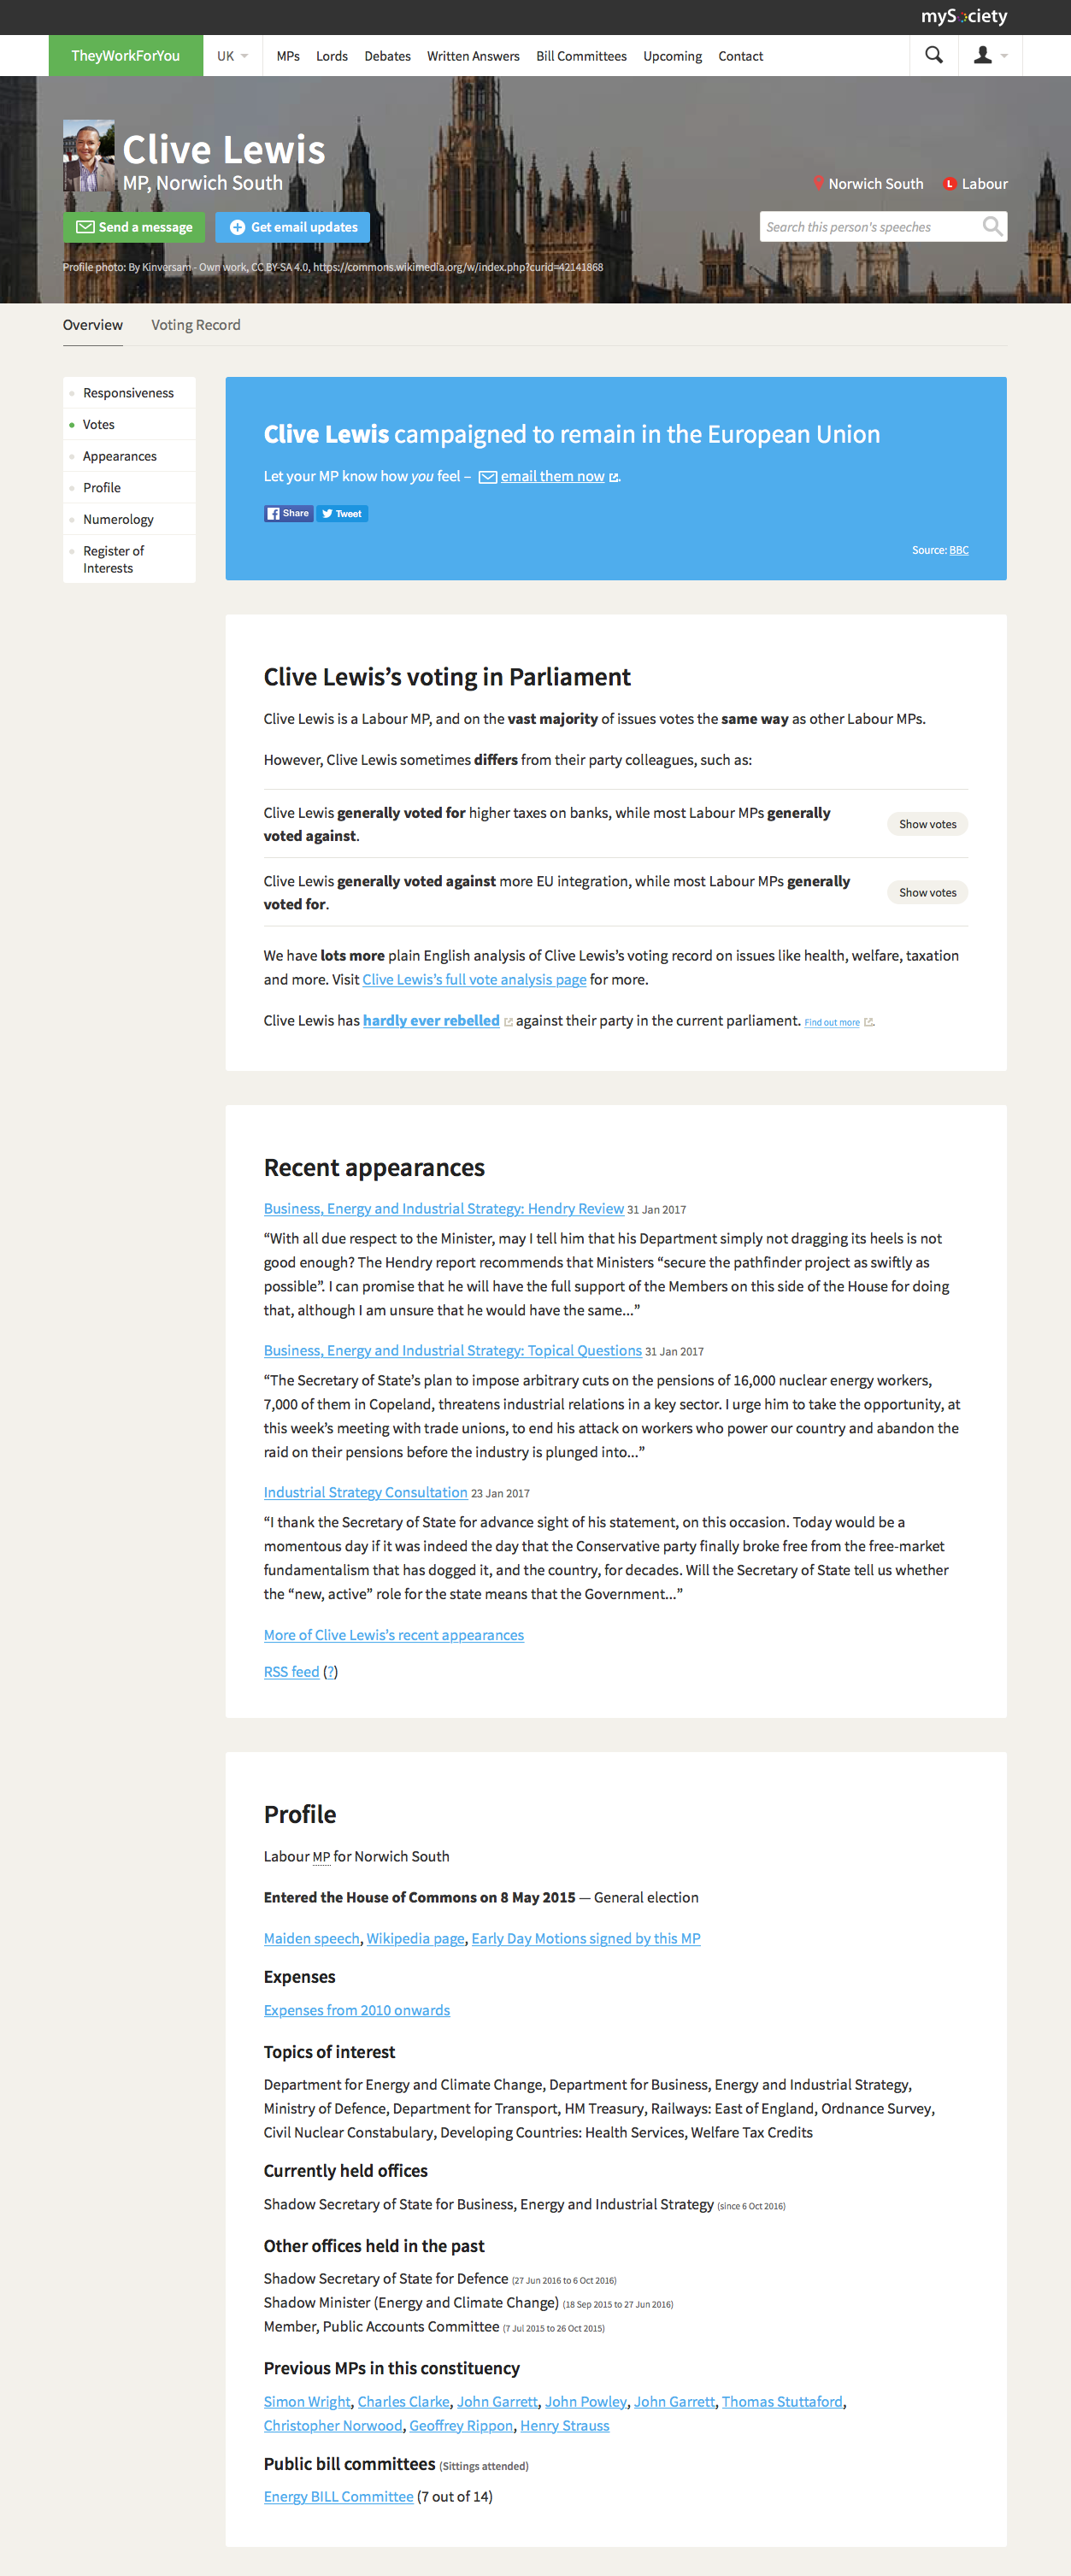 mySociety
TheyWorkForYou UK MPs Lords Debates Written Answers Bill Committees Upcoming Contact
Clive Lewis
MP, Norwich South
Norwich South L Labour
Send a message Get email updates Search this person's speeches
Profile photo: By Kinversam - Own work, CC BY-SA 4.0, https://commons.wikimedia.org/w/index.php?curid=42141868
Overview Voting Record
Responsiveness
Votes
Appearances
Profile
Numerology
Register of
Interests
Clive Lewis campaigned to remain in the European Union
Let your MP know how you feel – email them now.
Share Tweet
Source: BBC
Clive Lewis’s voting in Parliament
Clive Lewis is a Labour MP, and on the vast majority of issues votes the same way as other Labour MPs.
However, Clive Lewis sometimes differs from their party colleagues, such as:
Clive Lewis generally voted for higher taxes on banks, while most Labour MPs generally
voted against.
Show votes
Clive Lewis generally voted against more EU integration, while most Labour MPs generally
voted for.
Show votes
We have lots more plain English analysis of Clive Lewis’s voting record on issues like health, welfare, taxation
and more. Visit Clive Lewis’s full vote analysis page for more.
Clive Lewis has hardly ever rebelled against their party in the current parliament. Find out more.
Recent appearances
Business, Energy and Industrial Strategy: Hendry Review 31 Jan 2017
“With all due respect to the Minister, may I tell him that his Department simply not dragging its heels is not
good enough? The Hendry report recommends that Ministers “secure the pathfinder project as swiftly as
possible”. I can promise that he will have the full support of the Members on this side of the House for doing
that, although I am unsure that he would have the same...”
Business, Energy and Industrial Strategy: Topical Questions 31 Jan 2017
“The Secretary of State’s plan to impose arbitrary cuts on the pensions of 16,000 nuclear energy workers,
7,000 of them in Copeland, threatens industrial relations in a key sector. I urge him to take the opportunity, at
this week’s meeting with trade unions, to end his attack on workers who power our country and abandon the
raid on their pensions before the industry is plunged into...”
Industrial Strategy Consultation 23 Jan 2017
“I thank the Secretary of State for advance sight of his statement, on this occasion. Today would be a
momentous day if it was indeed the day that the Conservative party finally broke free from the free-market
fundamentalism that has dogged it, and the country, for decades. Will the Secretary of State tell us whether
the “new, active” role for the state means that the Government...”
More of Clive Lewis’s recent appearances
RSS feed (?)
Profile
Labour MP for Norwich South
Entered the House of Commons on 8 May 2015 — General election
Maiden speech, Wikipedia page, Early Day Motions signed by this MP
Expenses
Expenses from 2010 onwards
Topics of interest
Department for Energy and Climate Change, Department for Business, Energy and Industrial Strategy,
Ministry of Defence, Department for Transport, HM Treasury, Railways: East of England, Ordnance Survey,
Civil Nuclear Constabulary, Developing Countries: Health Services, Welfare Tax Credits
Currently held offices
Shadow Secretary of State for Business, Energy and Industrial Strategy (since 6 Oct 2016)
Other offices held in the past
Shadow Secretary of State for Defence (27 Jun 2016 to 6 Oct 2016)
Shadow Minister (Energy and Climate Change) (18 Sep 2015 to 27 Jun 2016)
Member, Public Accounts Committee (7 Jul 2015 to 26 Oct 2015)
Previous MPs in this constituency
Simon Wright, Charles Clarke, John Garrett, John Powley, John Garrett, Thomas Stuttaford,
Christopher Norwood, Geoffrey Rippon, Henry Strauss
Public bill committees (Sittings attended)
Energy BILL Committee (7 out of 14)